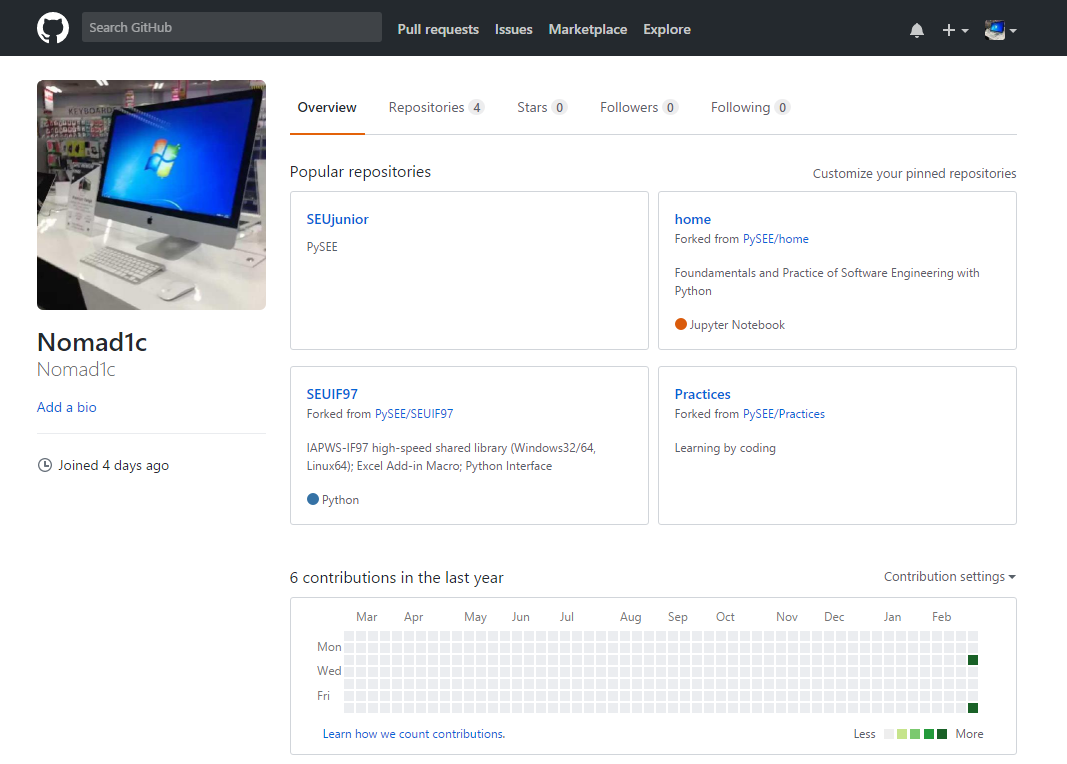 Search GitHub
Pull requests Issues Marketplace Explore
KEYBOARD
Overview Repositories 4 Stars 0 Followers 0 Following 0
Popular repositories Customize your pinned repositories
SEUjunior
PySEE
home
Forked from PySEE/home
Foundamentals and Practice of Software Engineering with
Python
Jupyter Notebook
Nomad1c
Nomad1c
Add a bio
Joined 4 days ago
SEUIF97
Forked from PySEE/SEUIF97
IAPWS-IF97 high-speed shared library (Windows32/64,
Linux64); Excel Add-in Macro; Python Interface
Python
Practices
Forked from PySEE/Practices
Learning by coding
6 contributions in the last year Contribution settings
Mar Apr May Jun Jul Aug Sep Oct Nov Dec Jan Feb
Mon
Wed
Fri
Learn how we count contributions. Less More